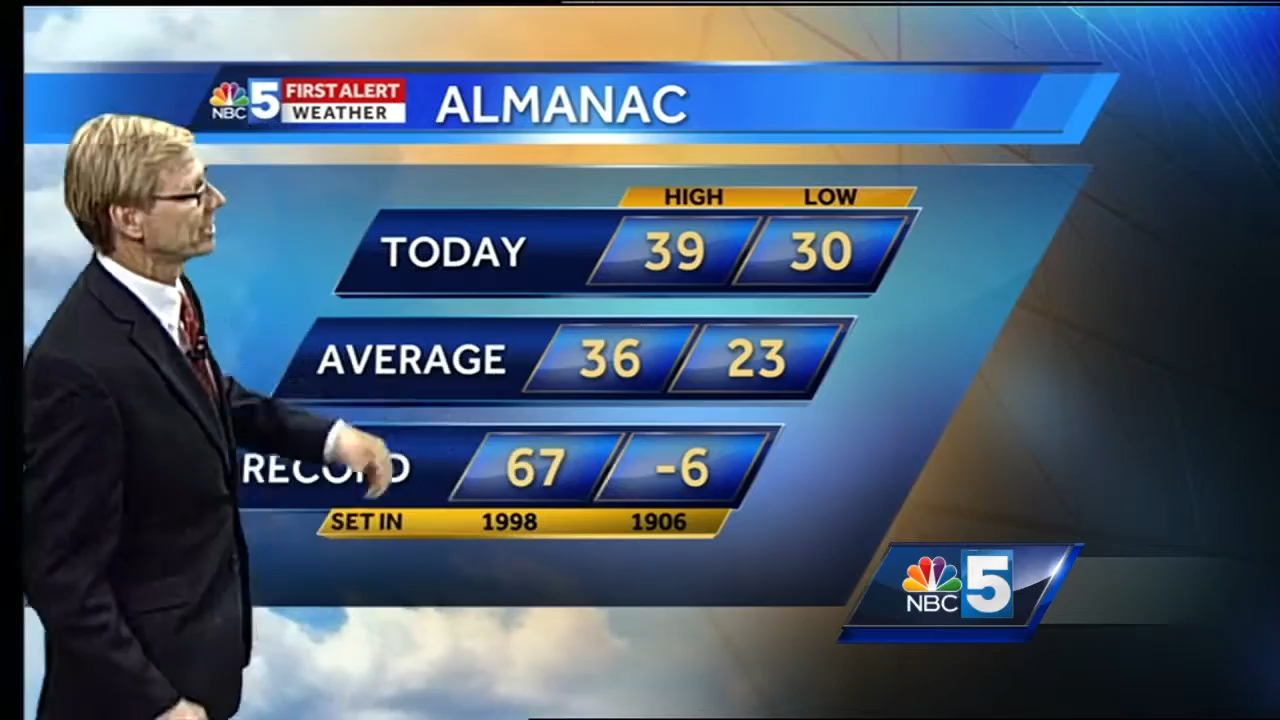 NBC 5 FIRST ALERT WEATHER ALMANAC
HIGH LOW
TODAY 39 30
AVERAGE 36 23
RECORD 67 -6
SET IN 1998 1906
NBC 5